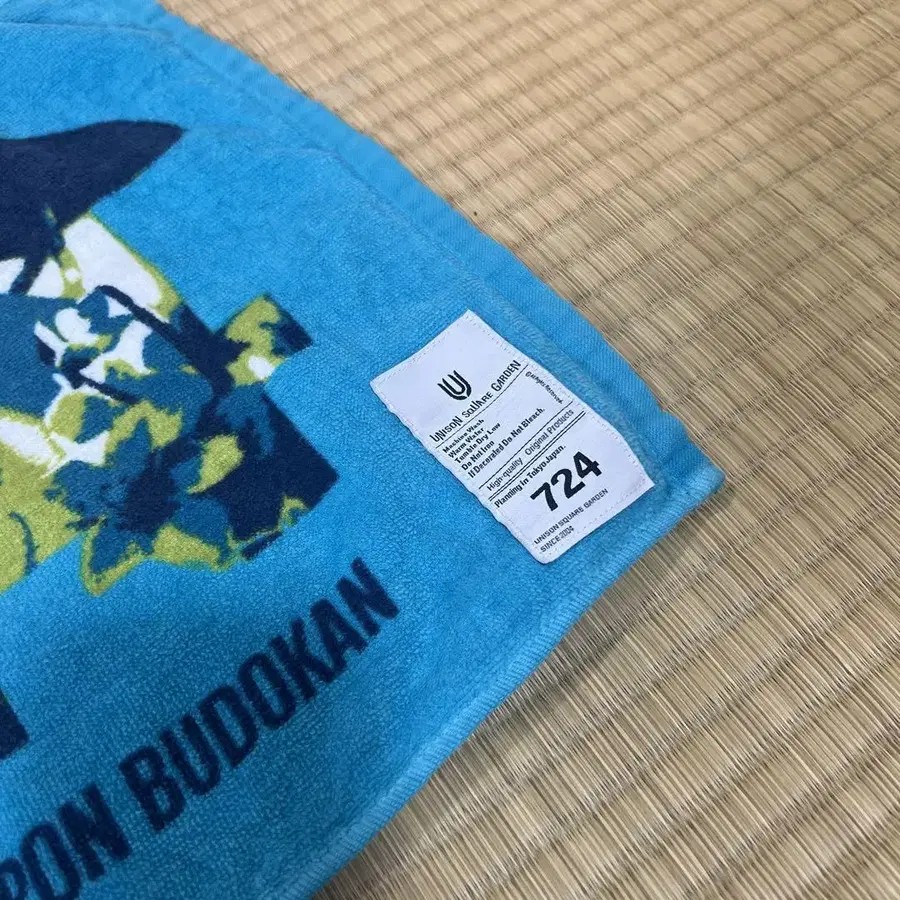 UNISON SQUARE GARDEN
Machine Wash
Warm Water
Tumble Dry Low
Do Not Iron
If Decorated Do Not Bleach.
High-quality Original Products
Planning in Tokyo Japan.
724
UNISON SQUARE GARDEN
SINCE 2004
BUDOKAN